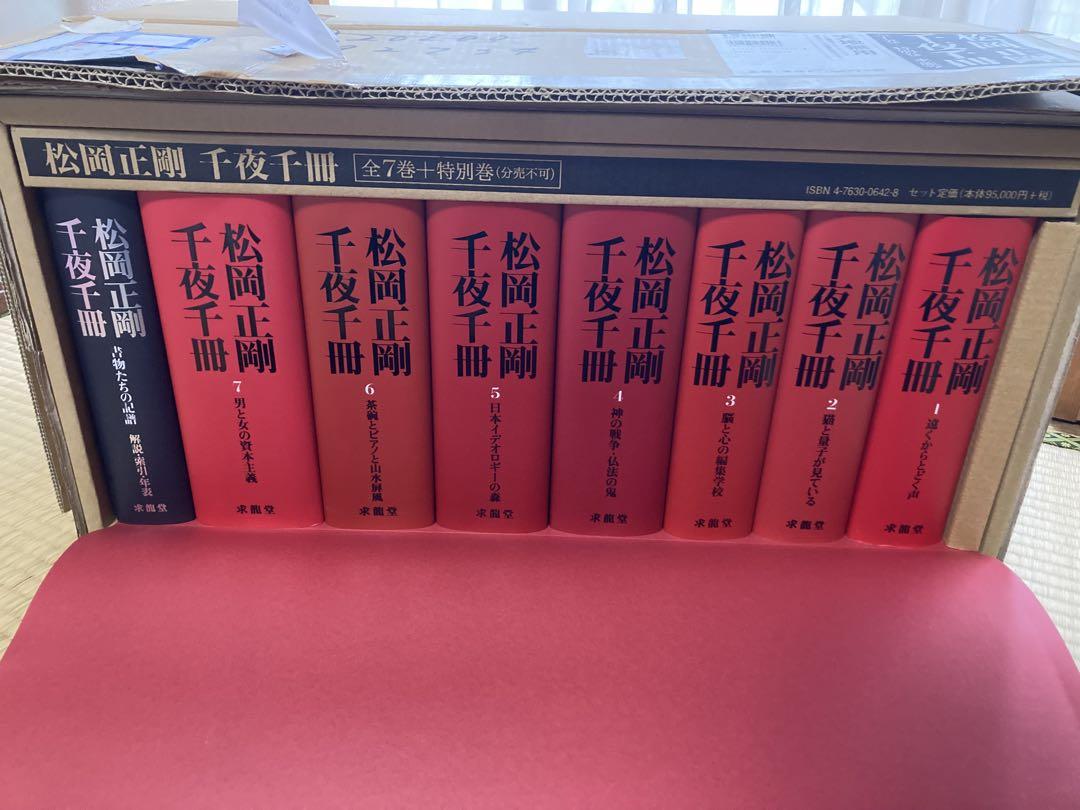 松岡正剛 千夜千冊 全7巻＋特別巻(分売不可)
ISBN 4-7630-0642-8 セット定価(本体95,000円＋税)
松岡正剛
千夜千冊
書物たちの記譜 解説・索引・年表
求龍堂
松岡正剛
千夜千冊
7
男と女の資本主義
求龍堂
松岡正剛
千夜千冊
6
茶碗とピアノと山水屏風
求龍堂
松岡正剛
千夜千冊
5
日本イデオロギーの森
求龍堂
松岡正剛
千夜千冊
4
神の戦争・仏法の鬼
求龍堂
松岡正剛
千夜千冊
3
脳と心の編集学校
求龍堂
松岡正剛
千夜千冊
2
猫と量子が見ている
求龍堂
松岡正剛
千夜千冊
1
遠くからとどく声
求龍堂